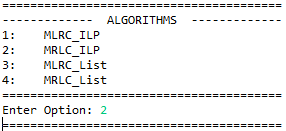 ==========================================
-------------  ALGORITHMS  -------------
1:    MLRC_ILP
2:    MRLC_ILP
3:    MLRC_List
4:    MRLC_List
==========================================
Enter Option: 2
==========================================